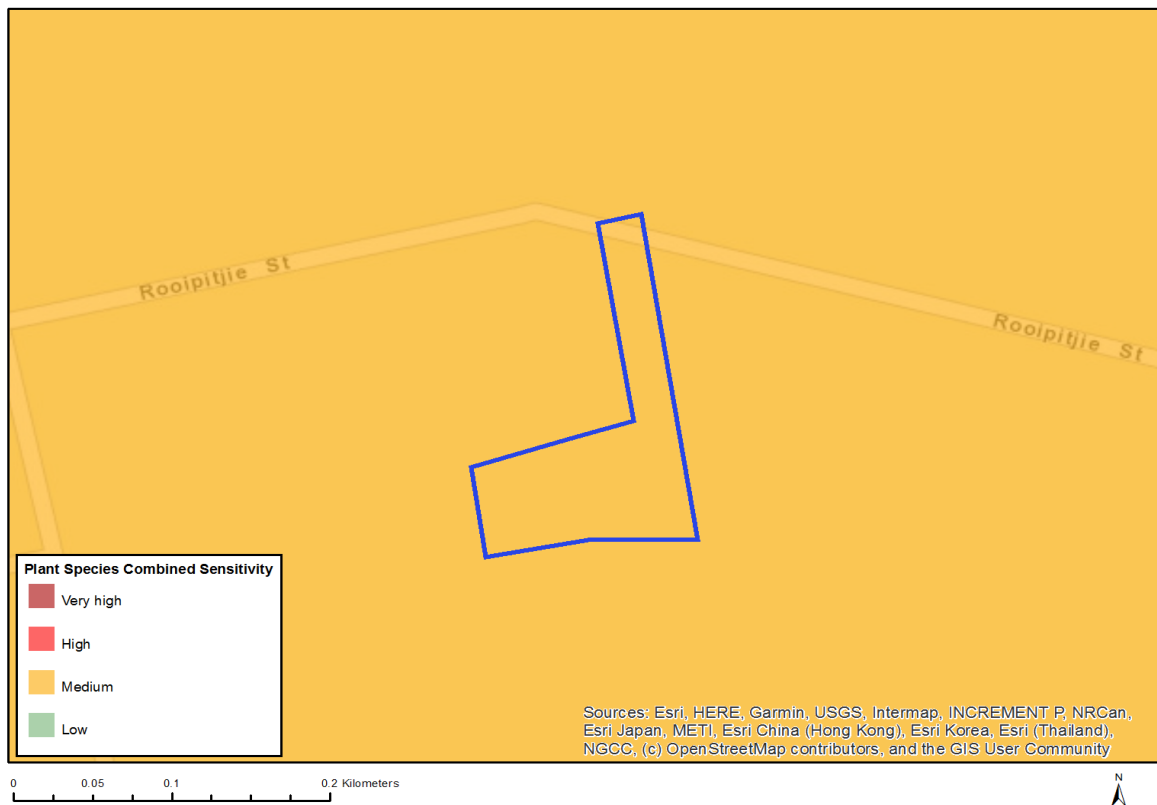 Rooipitjie St
Rooipitjie St
Plant Species Combined Sensitivity
Very high
High
Medium
Low
Sources: Esri, HERE, Garmin, USGS, Intermap, INCREMENT P, NRCan,
Esri Japan, METI, Esri China (Hong Kong), Esri Korea, Esri (Thailand),
NGCC, (c) OpenStreetMap contributors, and the GIS User Community
0 0.05 0.1 0.2 Kilometers
N